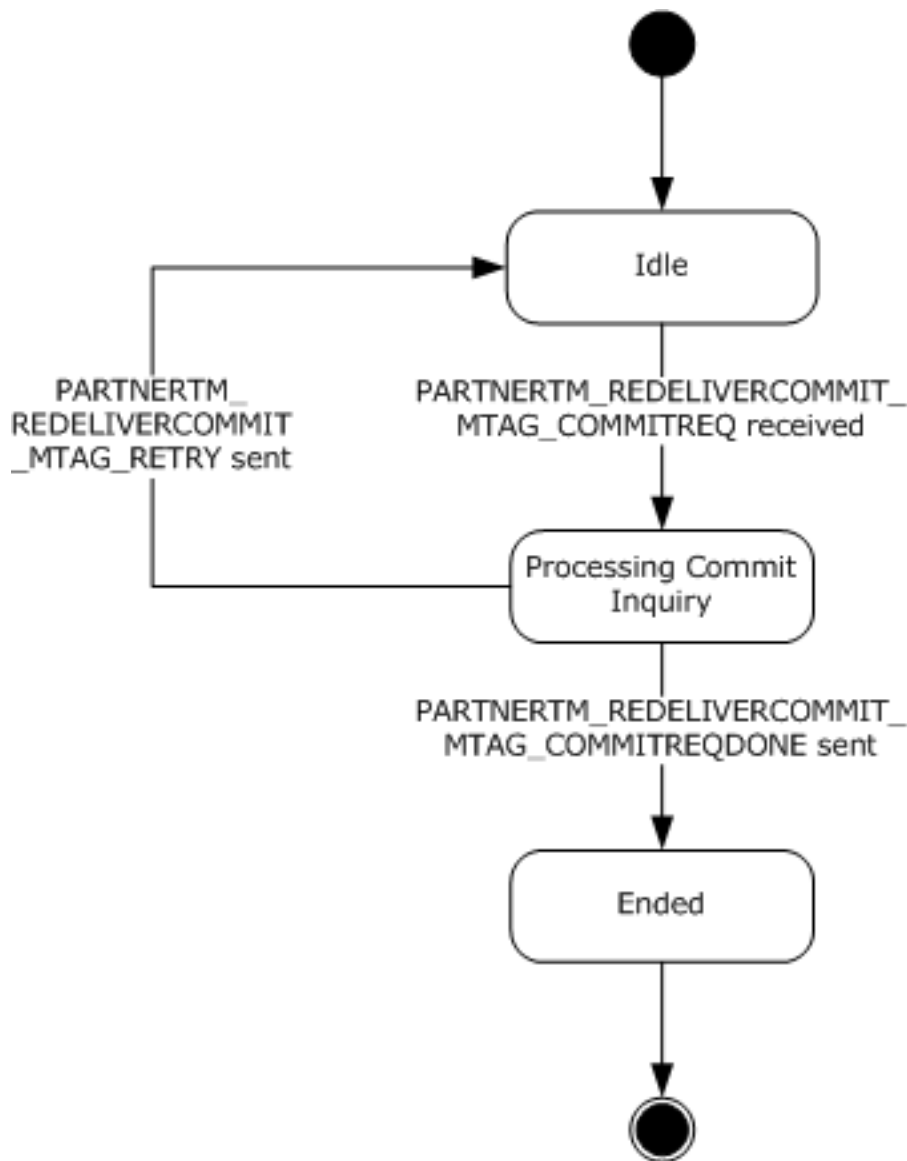 Idle
PARTNERTM_
REDELIVERCOMMIT
_MTAG_RETRY sent
PARTNERTM_REDELIVERCOMMIT_
MTAG_COMMITREQ received
Processing Commit
Inquiry
PARTNERTM_REDELIVERCOMMIT_
MTAG_COMMITREQDONE sent
Ended